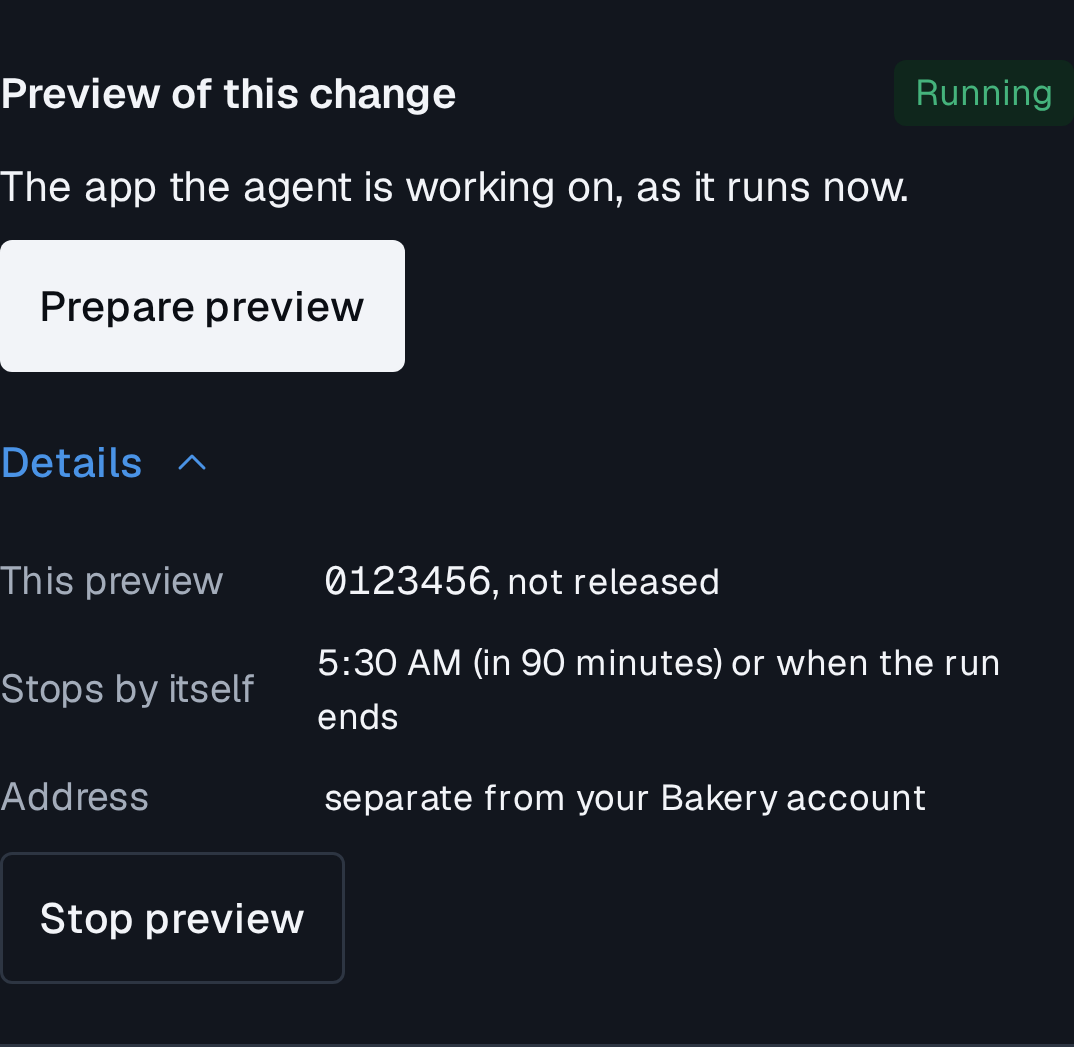 Preview of this change
Running
The app the agent is working on, as it runs now.
Prepare preview
Details
This preview 0123456, not released
Stops by itself 5:30 AM (in 90 minutes) or when the run
ends
Address separate from your Bakery account
Stop preview